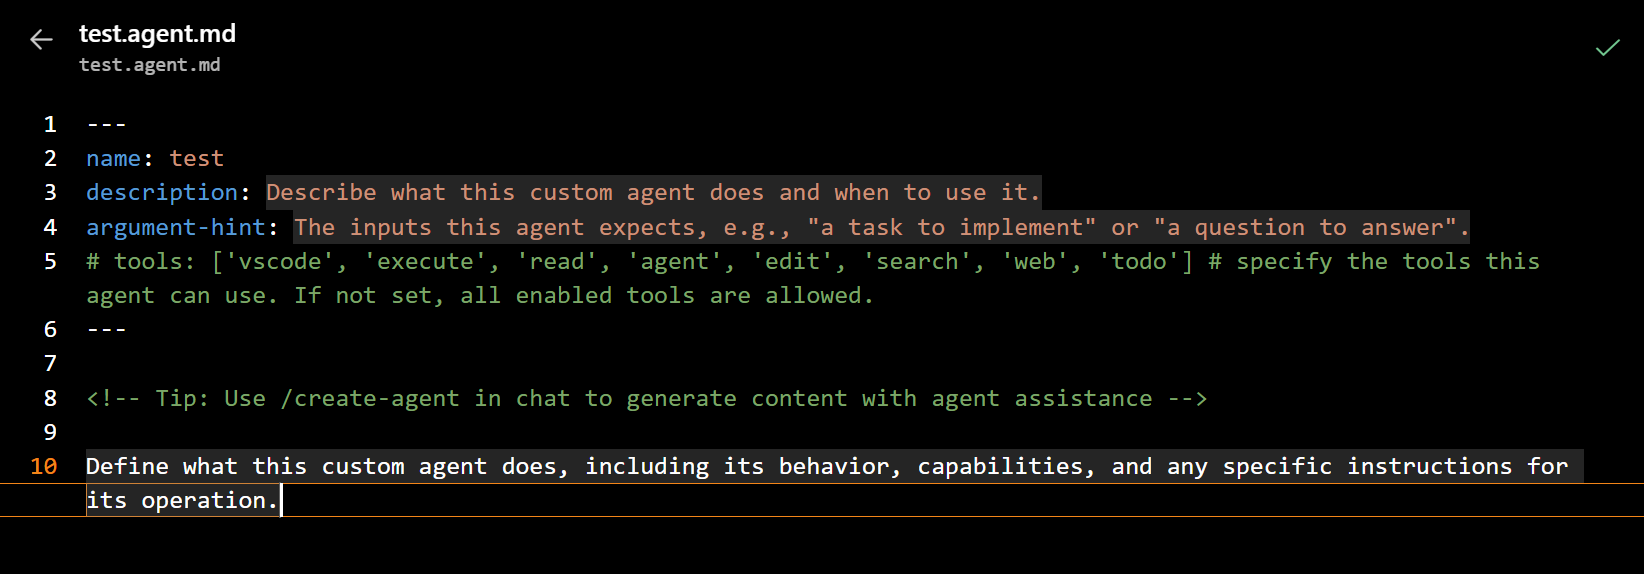 test.agent.md
test.agent.md
1 ---
2 name: test
3 description: Describe what this custom agent does and when to use it.
4 argument-hint: The inputs this agent expects, e.g., "a task to implement" or "a question to answer".
5 # tools: ['vscode', 'execute', 'read', 'agent', 'edit', 'search', 'web', 'todo'] # specify the tools this
agent can use. If not set, all enabled tools are allowed.
6 ---
7
8 <!-- Tip: Use /create-agent in chat to generate content with agent assistance -->
9
10 Define what this custom agent does, including its behavior, capabilities, and any specific instructions for
its operation.